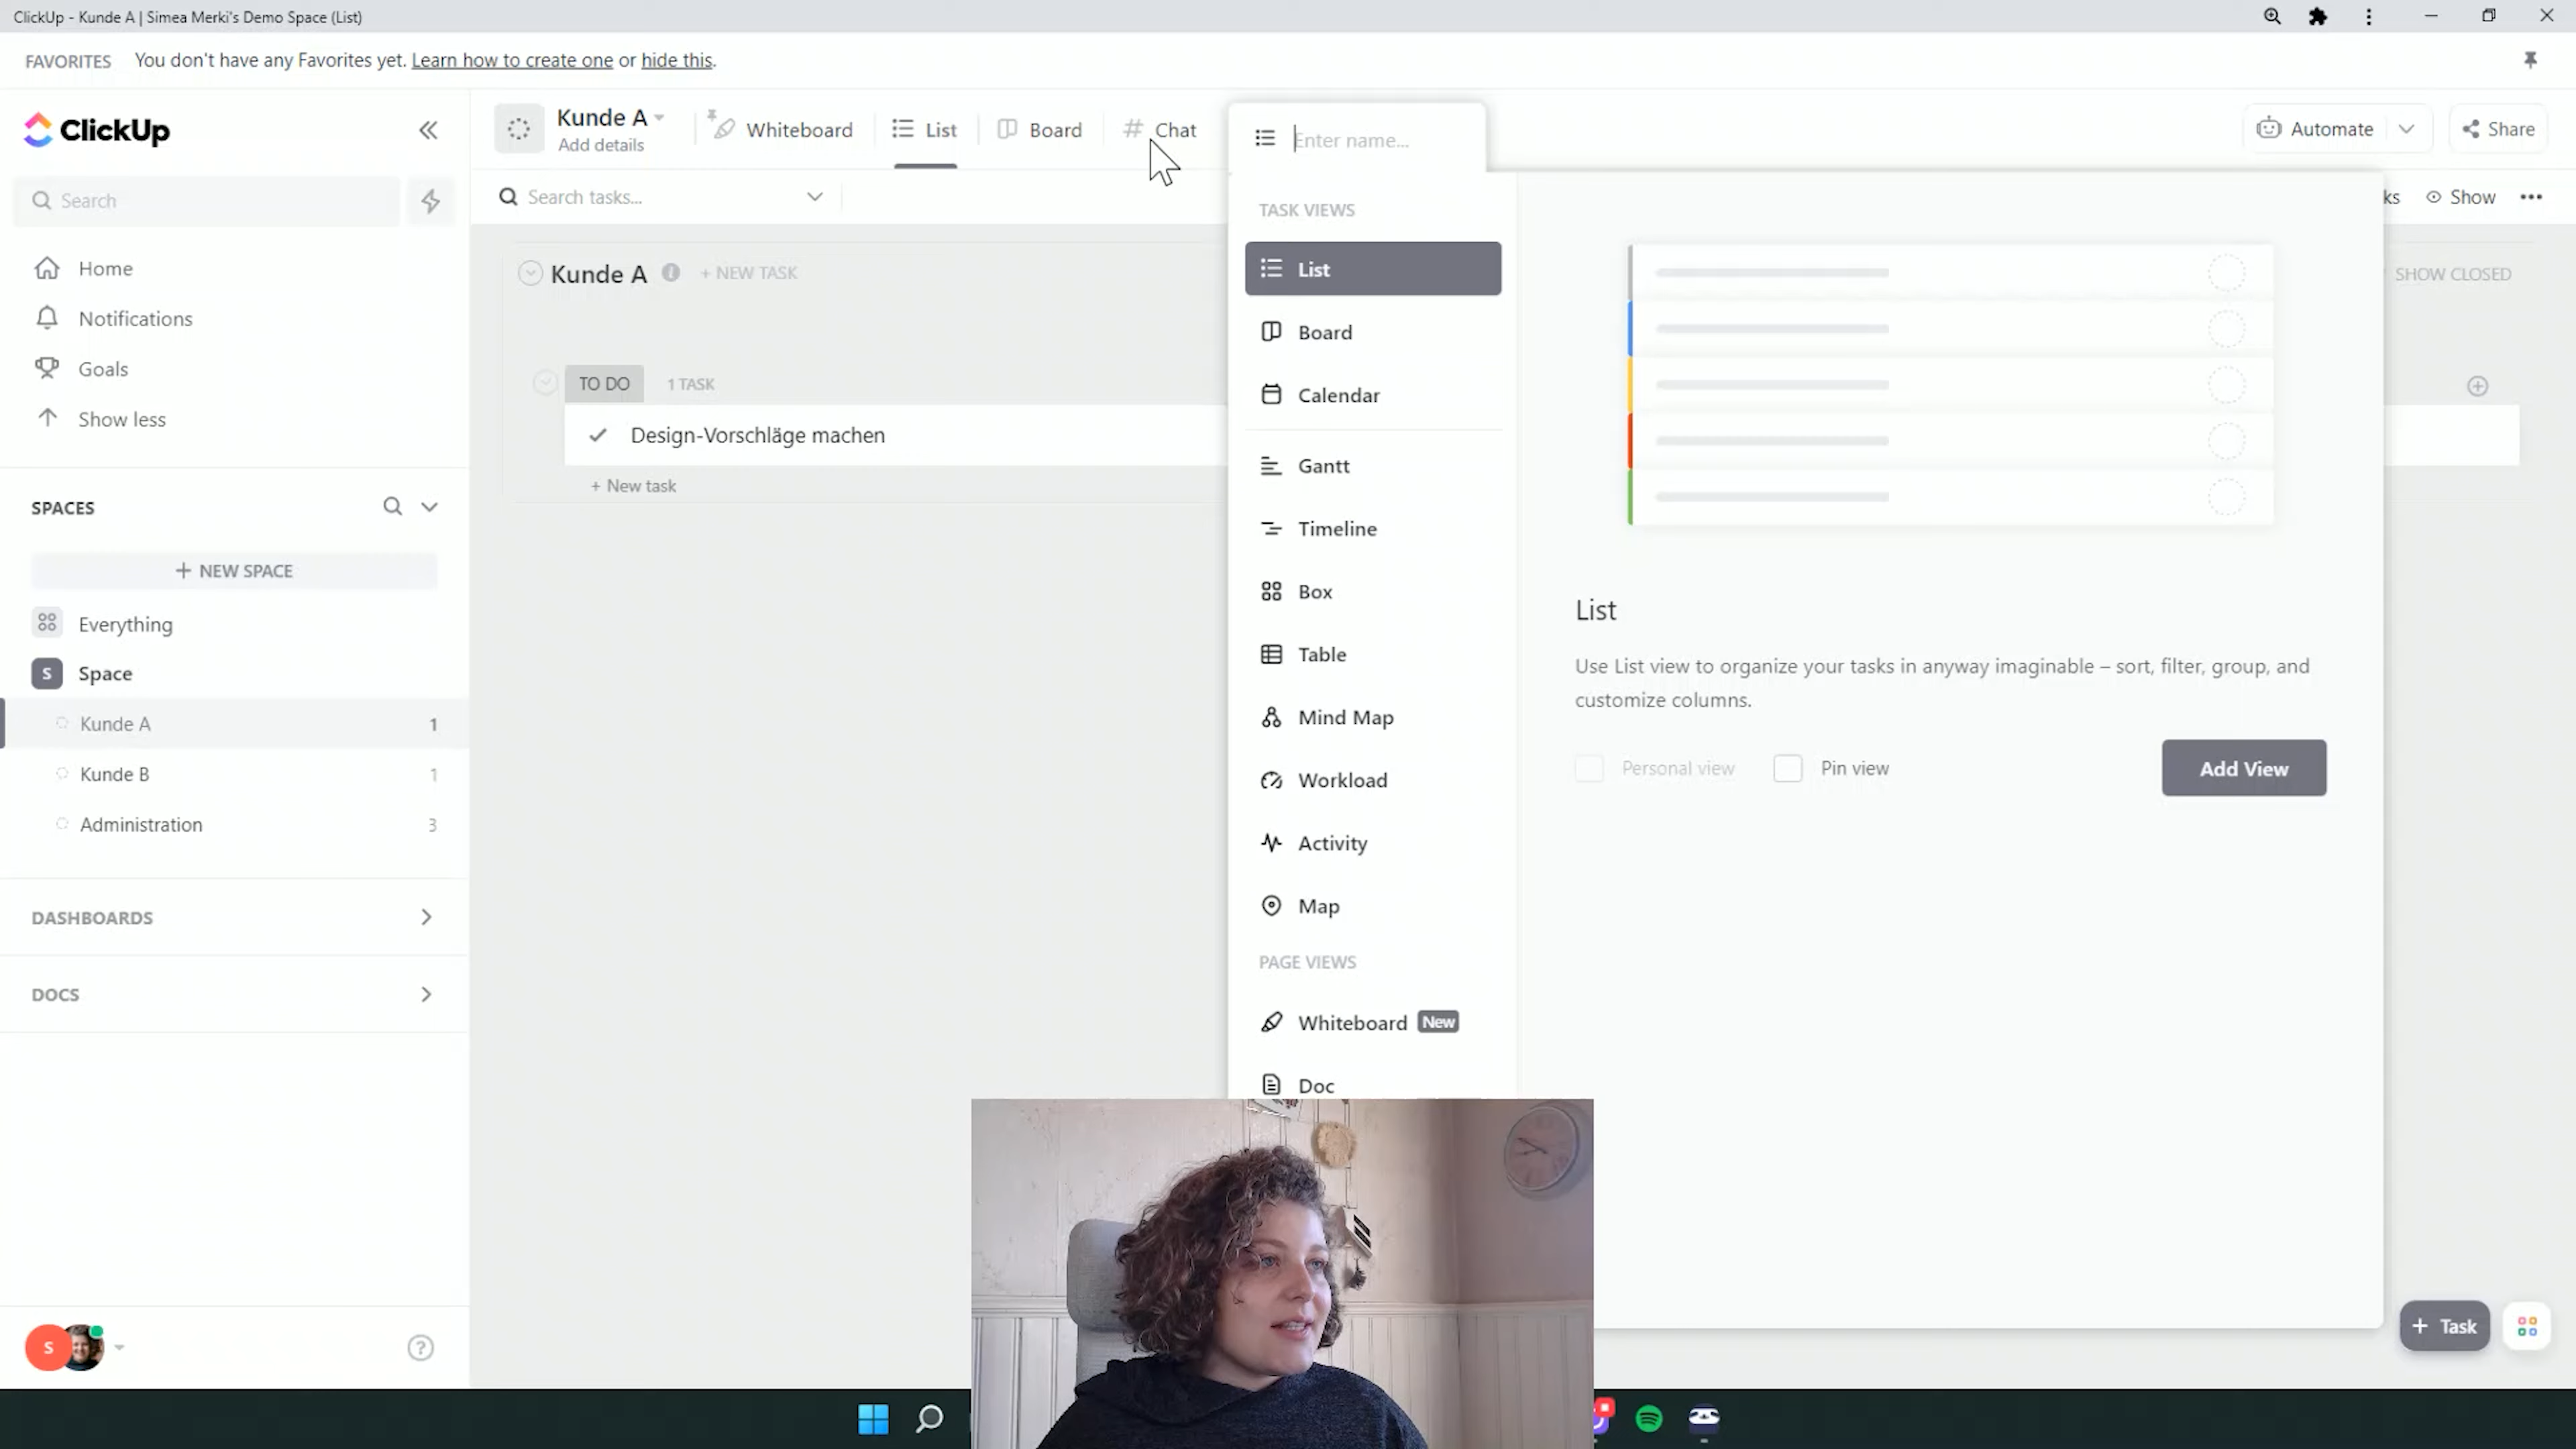 ClickUp - Kunde A | Simea Merki's Demo Space (List)
FAVORITES You don't have any Favorites yet. Learn how to create one or hide this.
ClickUp
Kunde A
Add details
Whiteboard
List
Board
Chat
Enter name...
Automate
Share
Search
Search tasks...
Show
TASK VIEWS
Home
Notifications
Goals
Show less
Kunde A + NEW TASK
SHOW CLOSED
TO DO 1 TASK
Design-Vorschläge machen
+ New task
List
Board
Calendar
Gantt
Timeline
Box
Table
Mind Map
Workload
Activity
Map
PAGE VIEWS
Whiteboard New
Doc
List
Use List view to organize your tasks in anyway imaginable – sort, filter, group, and
customize columns.
Personal view
Pin view
Add View
SPACES
+ NEW SPACE
Everything
S Space
Kunde A 1
Kunde B 1
Administration 3
DASHBOARDS
DOCS
S
?
+ Task